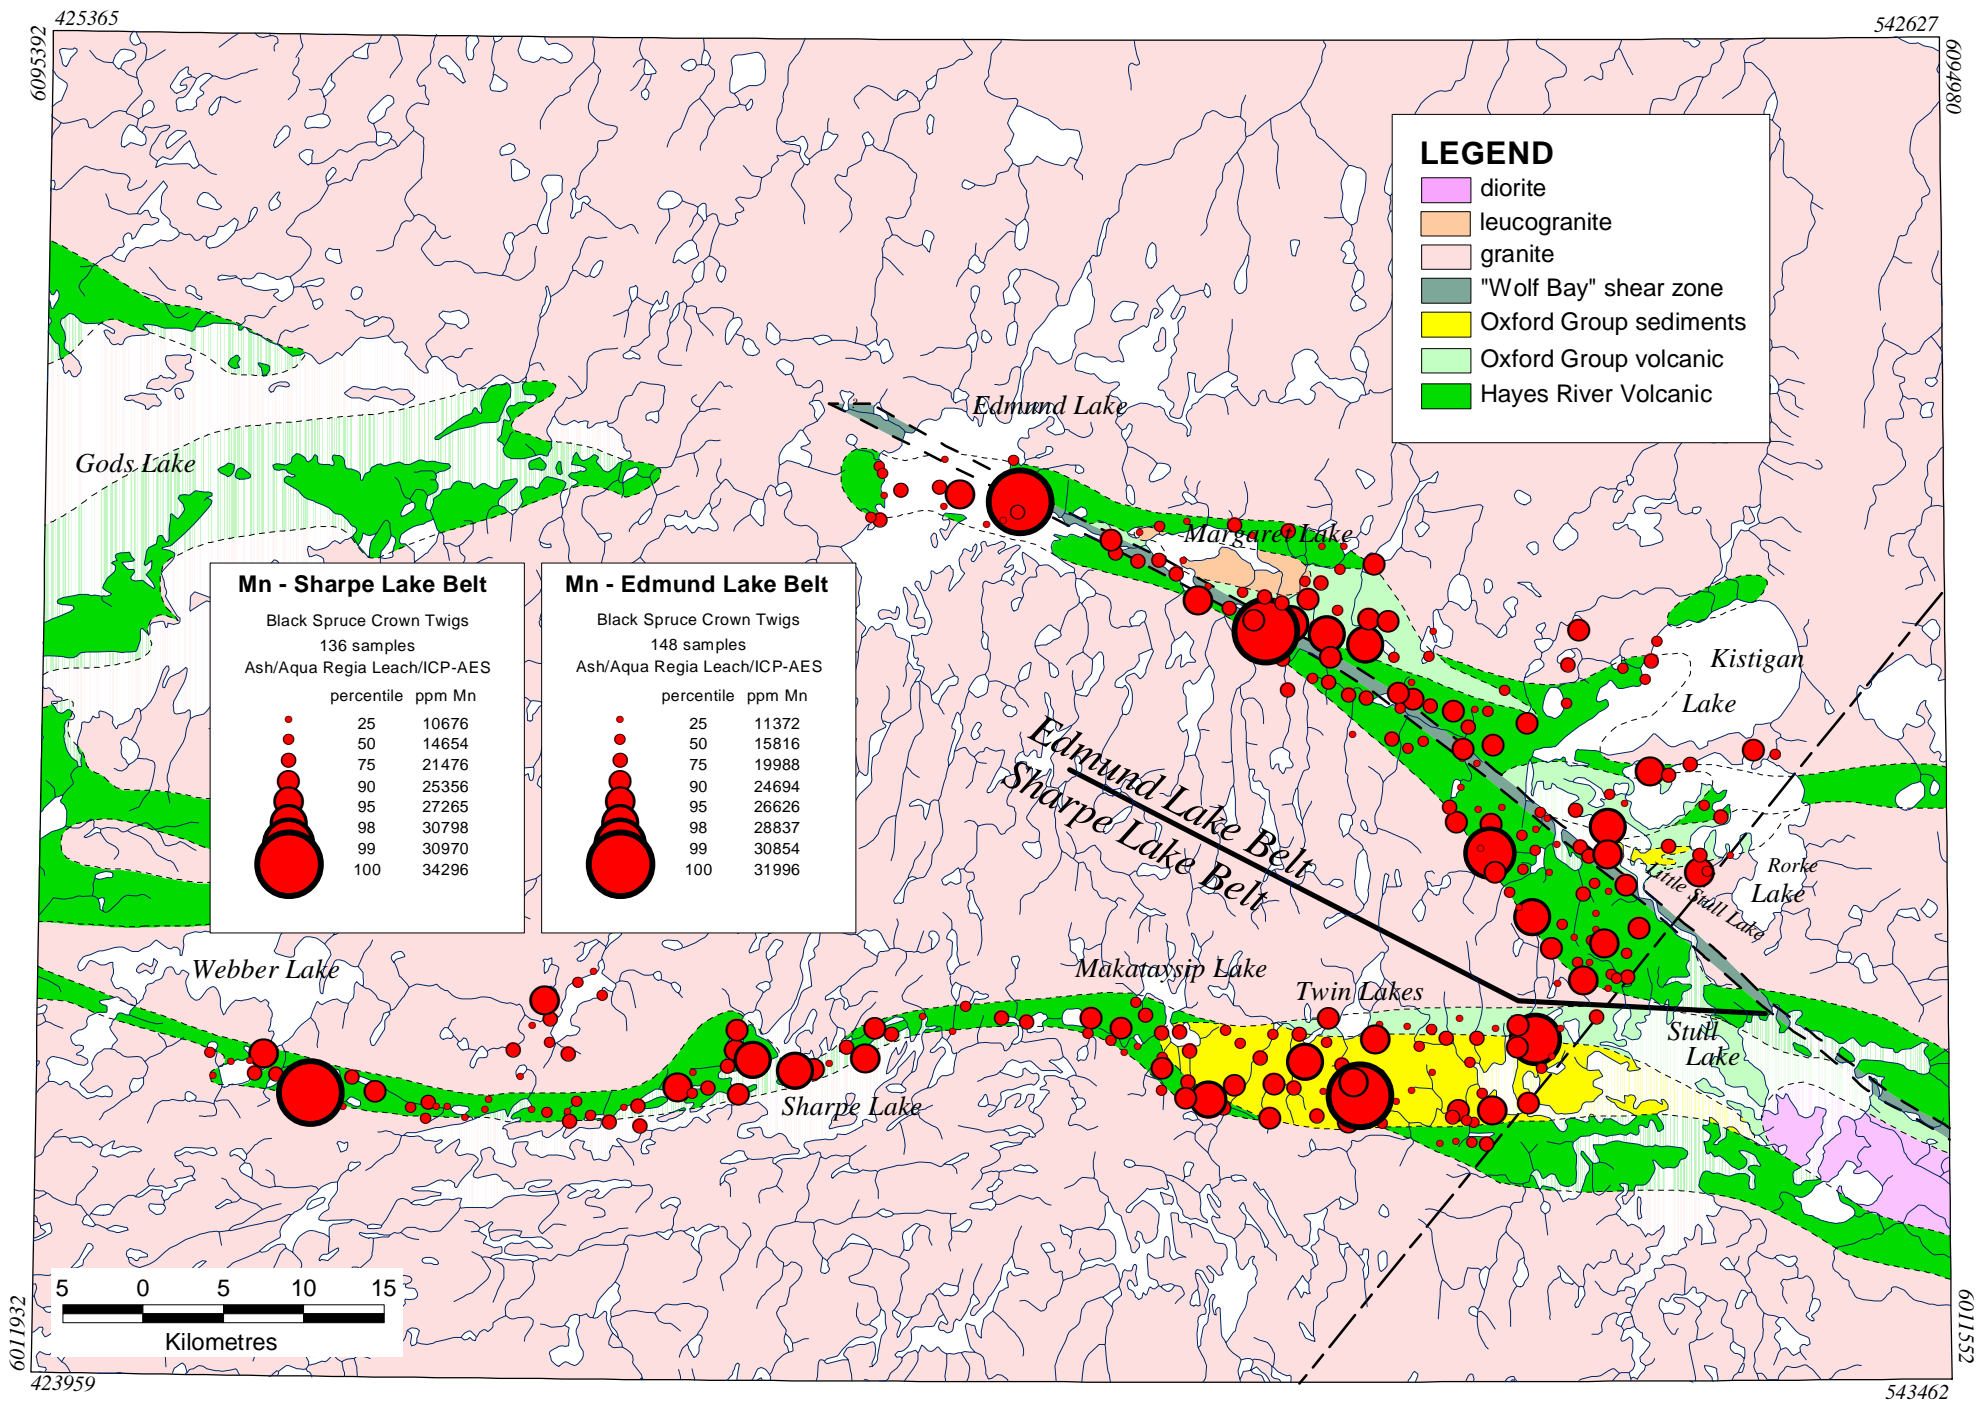 425365
542627
6095392
6094980
LEGEND
diorite
leucogranite
granite
"Wolf Bay" shear zone
Oxford Group sediments
Oxford Group volcanic
Hayes River Volcanic
Edmund Lake
Gods Lake
Margaret Lake
Mn - Sharpe Lake Belt
Black Spruce Crown Twigs
136 samples
Ash/Aqua Regia Leach/ICP-AES
percentile ppm Mn
25 10676
50 14654
75 21476
90 25356
95 27265
98 30798
99 30970
100 34296
Mn - Edmund Lake Belt
Black Spruce Crown Twigs
148 samples
Ash/Aqua Regia Leach/ICP-AES
percentile ppm Mn
25 11372
50 15816
75 19988
90 24694
95 26626
98 28837
99 30854
100 31996
Kistigan
Lake
Edmund Lake Belt
Sharpe Lake Belt
Rorke
Lake
Little Stull Lake
Webber Lake
Makataysip Lake
Twin Lakes
Stull
Lake
Sharpe Lake
5 0 5 10 15
Kilometres
6011932
6011552
423959
543462